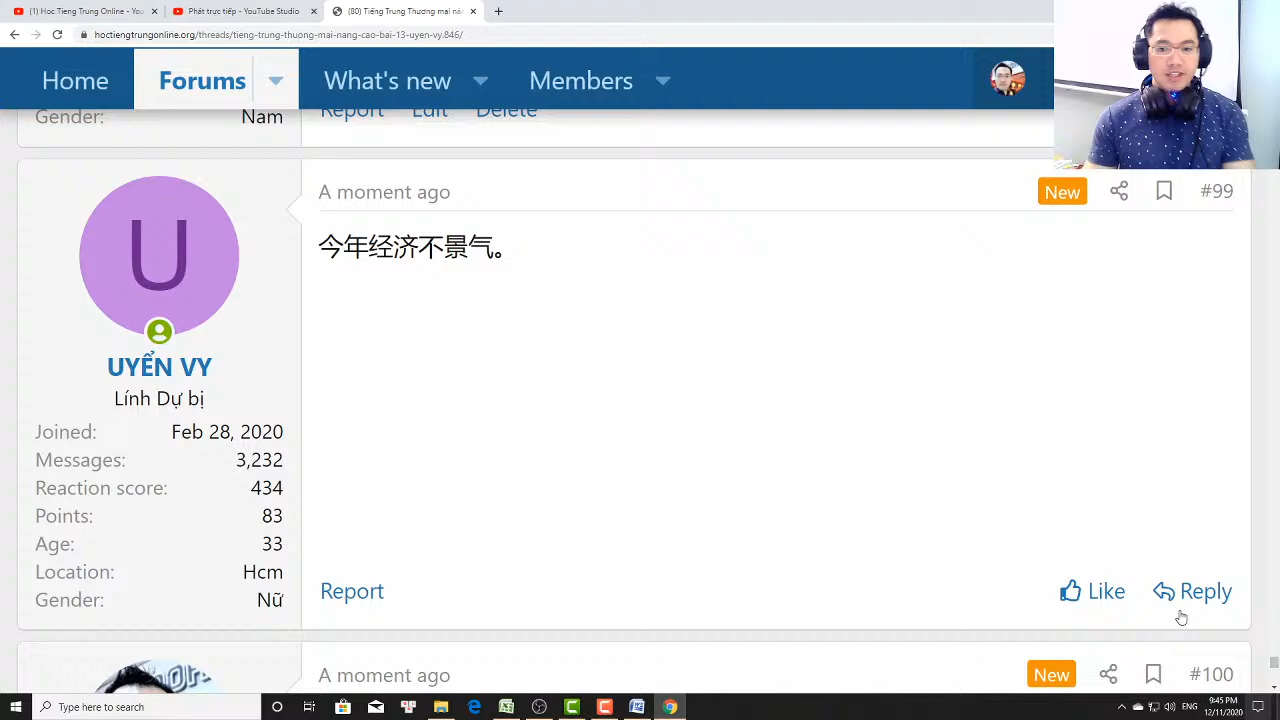 (1) Hoc Tieng Trung Online - You
Phát trực tiếp - YouTube Studio
(80) Tiếng Trung Thương mại nâ
hoctiengtrungonline.org/threads/tieng-trung-thuong-mai-nang-cao-bai-13-uyen-vy.846/
Home
Forums
What's new
Members
Gender: Nam
Report Edit Delete
A moment ago
New
#99
今年经济不景气。
U
UYỂN VY
Lính Dự bị
Joined: Feb 28, 2020
Messages: 3,232
Reaction score: 434
Points: 83
Age: 33
Location: Hcm
Gender: Nữ
Report
Like
Reply
A moment ago
New
#100
Type here to search
ENG
9:45 PM
12/11/2020